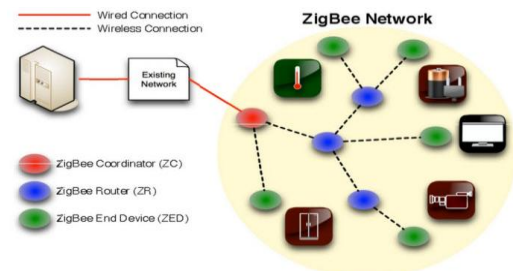 Wired Connection
Wireless Connection
ZigBee Network
Existing
Network
ZigBee Coordinator (ZC)
ZigBee Router (ZR)
ZigBee End Device (ZED)